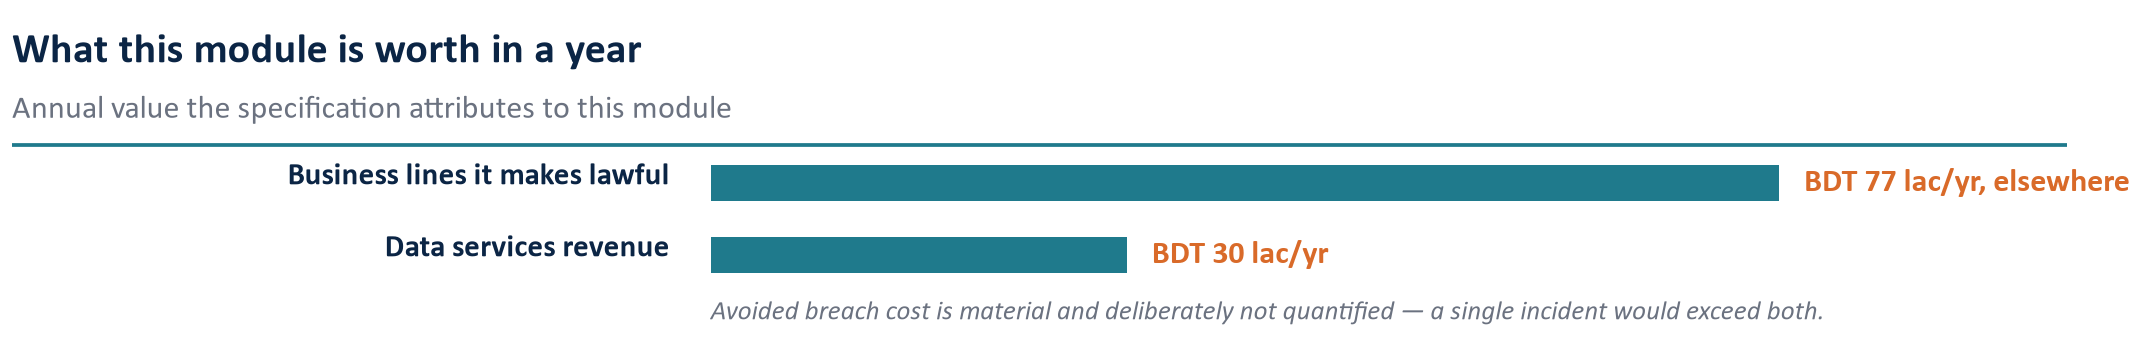 What this module is worth in a year
Annual value the specification attributes to this module
Business lines it makes lawful BDT 77 lac/yr, elsewhere
Data services revenue BDT 30 lac/yr
Avoided breach cost is material and deliberately not quantified — a single incident would exceed both.